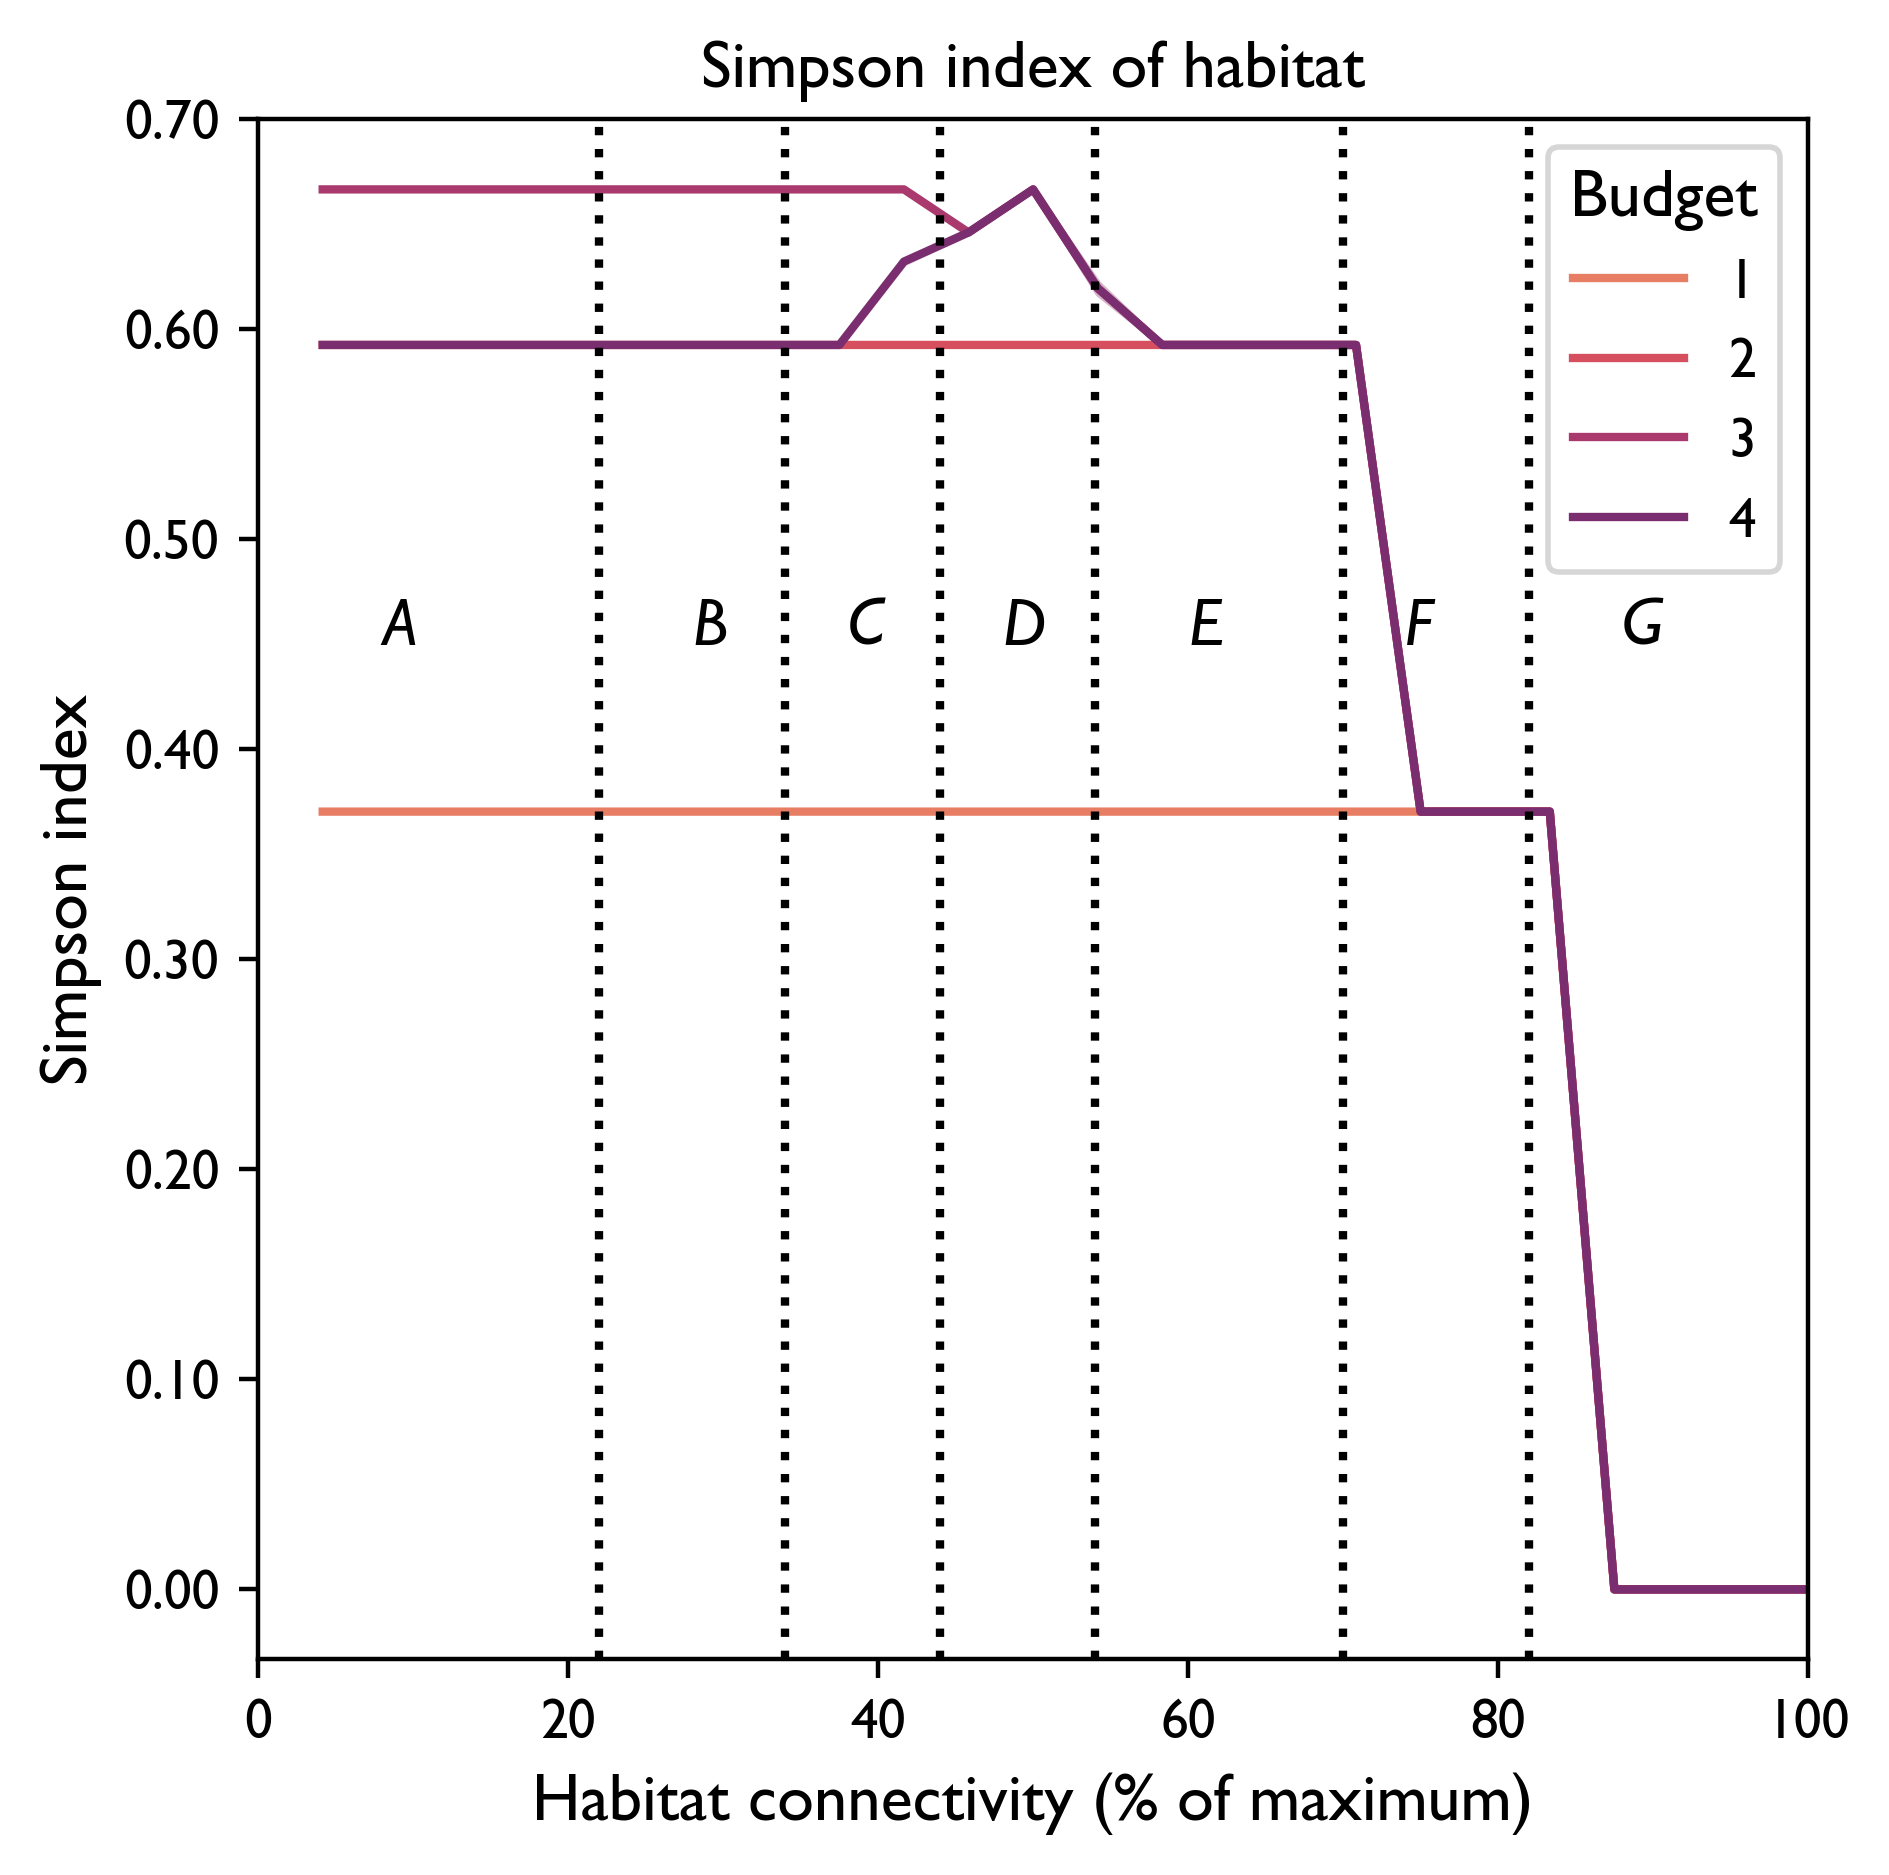 Simpson index of habitat
0.70
0.60
0.50
0.40
0.30
0.20
0.10
0.00
Simpson index
Budget
1
2
3
4
A B C D E F G
0 20 40 60 80 100
Habitat connectivity (% of maximum)